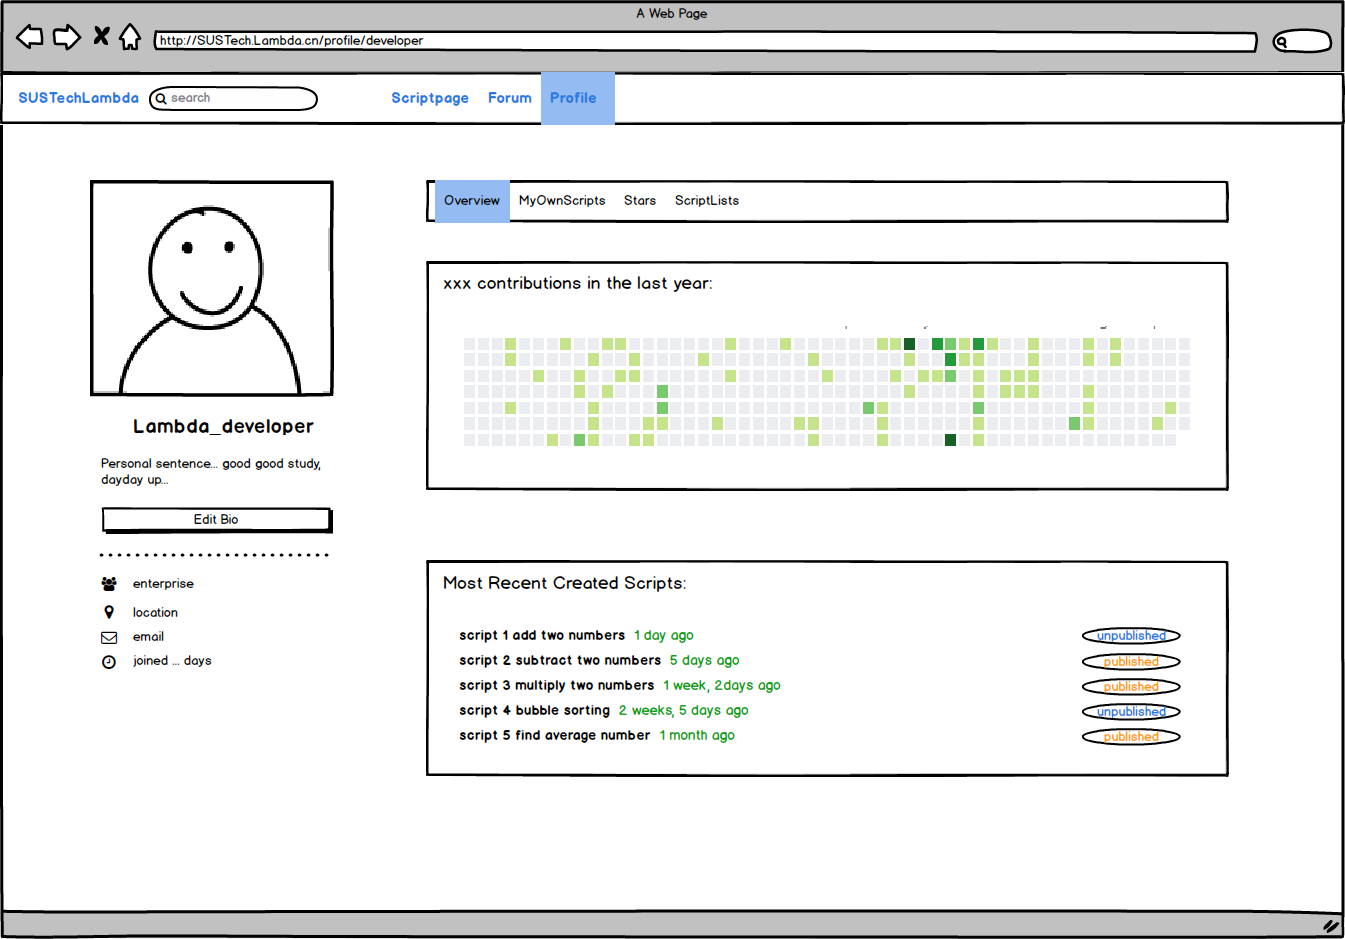 A Web Page
http://SUSTech.Lambda.cn/profile/developer
SUSTechLambda search Scriptpage Forum Profile
Overview MyOwnScripts Stars ScriptLists
xxx contributions in the last year:
Lambda_developer
Personal sentence... good good study,
dayday up...
Edit Bio
enterprise
location
email
joined ... days
Most Recent Created Scripts:
script 1 add two numbers 1 day ago unpublished
script 2 subtract two numbers 5 days ago published
script 3 multiply two numbers 1 week, 2days ago published
script 4 bubble sorting 2 weeks, 5 days ago unpublished
script 5 find average number 1 month ago published